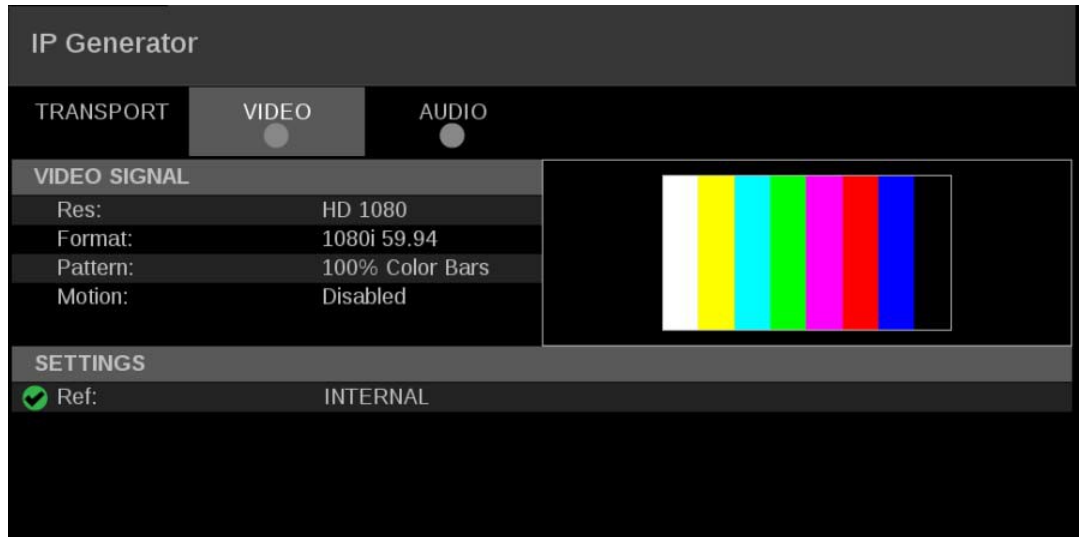 IP Generator
TRANSPORT VIDEO AUDIO
VIDEO SIGNAL
Res: HD 1080
Format: 1080i 59.94
Pattern: 100% Color Bars
Motion: Disabled
SETTINGS
Ref: INTERNAL